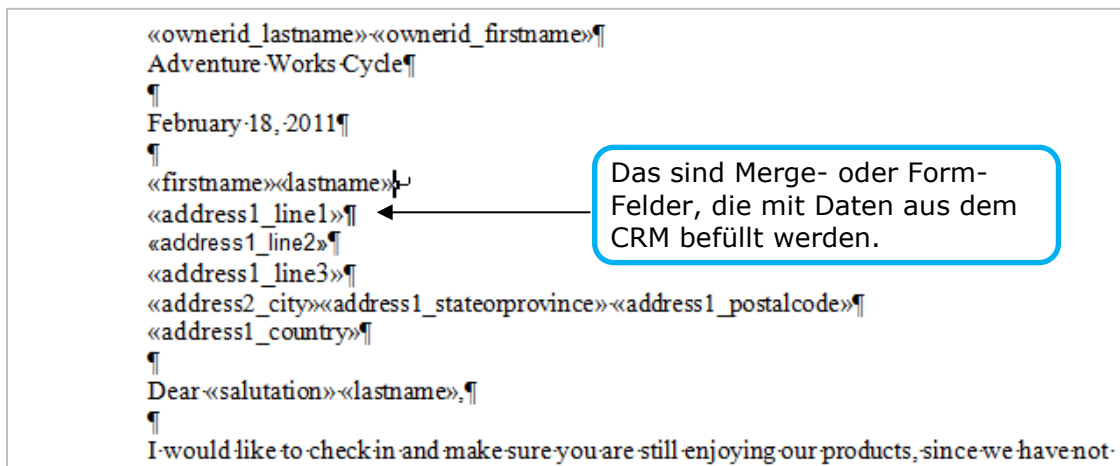 «ownerid_lastname»·«ownerid_firstname»¶
Adventure·Works·Cycle¶
¶
February·18,·2011¶
¶
«firstname»«lastname»↵
«address1_line1»¶
«address1_line2»¶
«address1_line3»¶
«address2_city»«address1_stateorprovince»·«address1_postalcode»¶
«address1_country»¶
¶
Dear·«salutation»·«lastname»,¶
¶
I·would·like·to·check·in·and·make·sure·you·are·still·enjoying·our·products,·since·we·have·not·
Das sind Merge- oder Form-
Felder, die mit Daten aus dem
CRM befüllt werden.